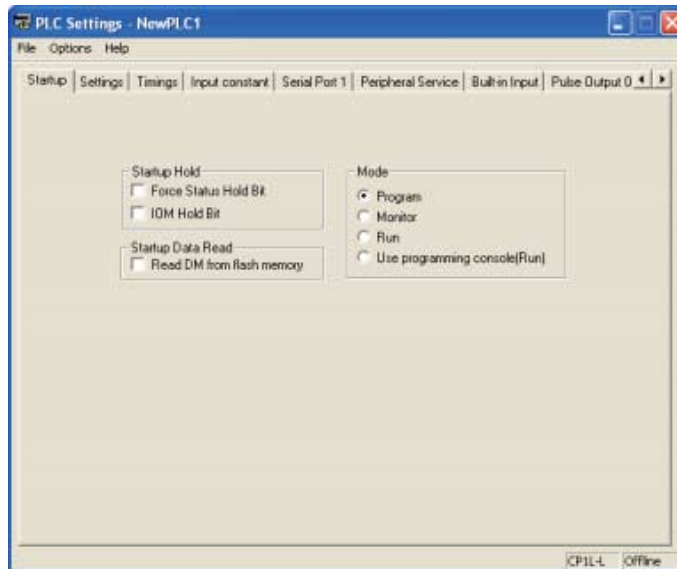 PLC Settings - NewPLC1
File Options Help
Startup Settings Timings Input constant Serial Port 1 Peripheral Service Built-in Input Pulse Output 0
Startup Hold
Force Status Hold Bit
IOM Hold Bit
Startup Data Read
Read DM from flash memory
Mode
Program
Monitor
Run
Use programming console(Run)
CP1L-L Offline